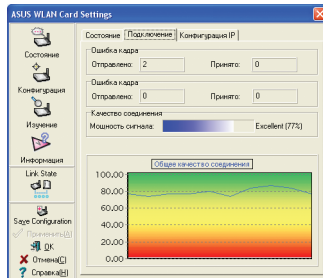 ASUS WLAN Card Settings
Состояние
Конфигурация
Изучение
Информация
Link State
Save Configuration
Применить(A)
OK
Отмена(C)
Справка(H)
Состояние Подключение Конфигурация IP
Ошибка кадра
Отправлено: 2 Принято: 0
Ошибка кадра
Отправлено: 0 Принято: 0
Качество соединения
Мощность сигнала: Excellent (77%)
Общее качество соединения
100,00
80,00
60,00
40,00
20,00
0,00